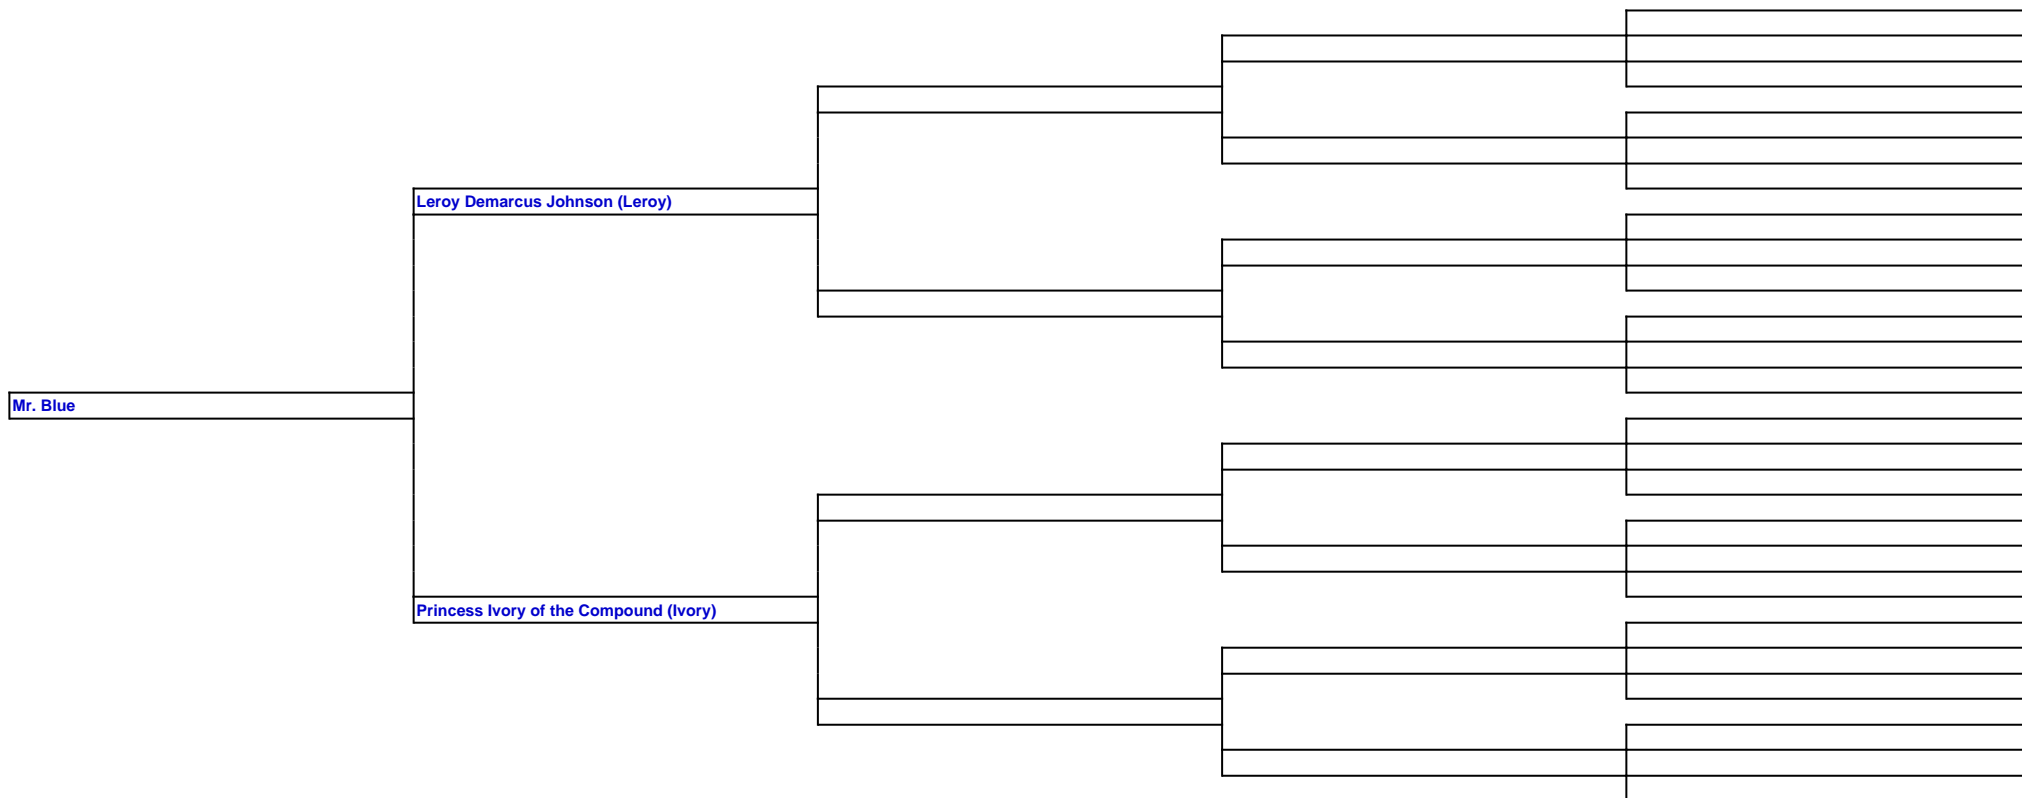 Leroy Demarcus Johnson (Leroy)
Mr. Blue
Princess Ivory of the Compound (Ivory)